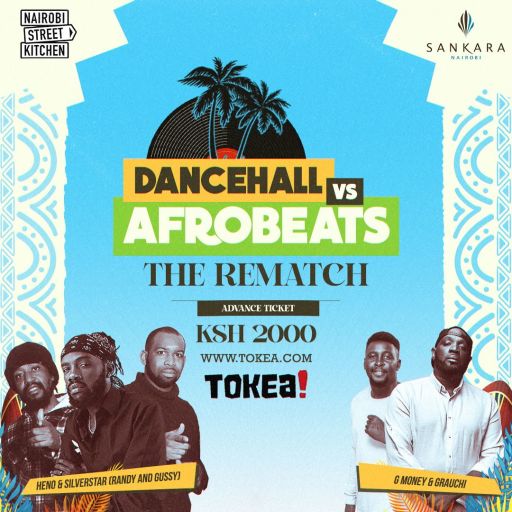 NAIROBI
STREET
KITCHEN
SANKARA
NAIROBI
DANCEHALL
VS
AFROBEATS
THE REMATCH
ADVANCE TICKET
KSH 2000
WWW.TOKEA.COM
TOKEa!
HENO & SILVERSTAR (RANDY AND GUSSY)
G MONEY & GRAUCHI